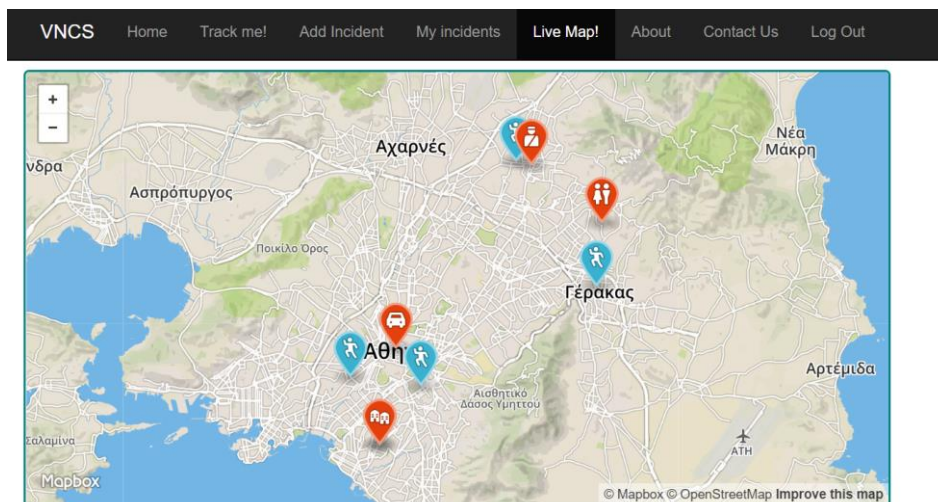 VNCS Home Track me! Add Incident My incidents Live Map! About Contact Us Log Out
+
−
Νέα
Μάκρη
Αχαρνές
νδρα
Ασπρόπυργος
Ποικίλο Όρος
Γέρακας
Αθη
Αρτέμιδα
Αισθητικό
Δάσος Υμηττού
Σαλαμίνα
ATH
Mapbox
© Mapbox © OpenStreetMap Improve this map